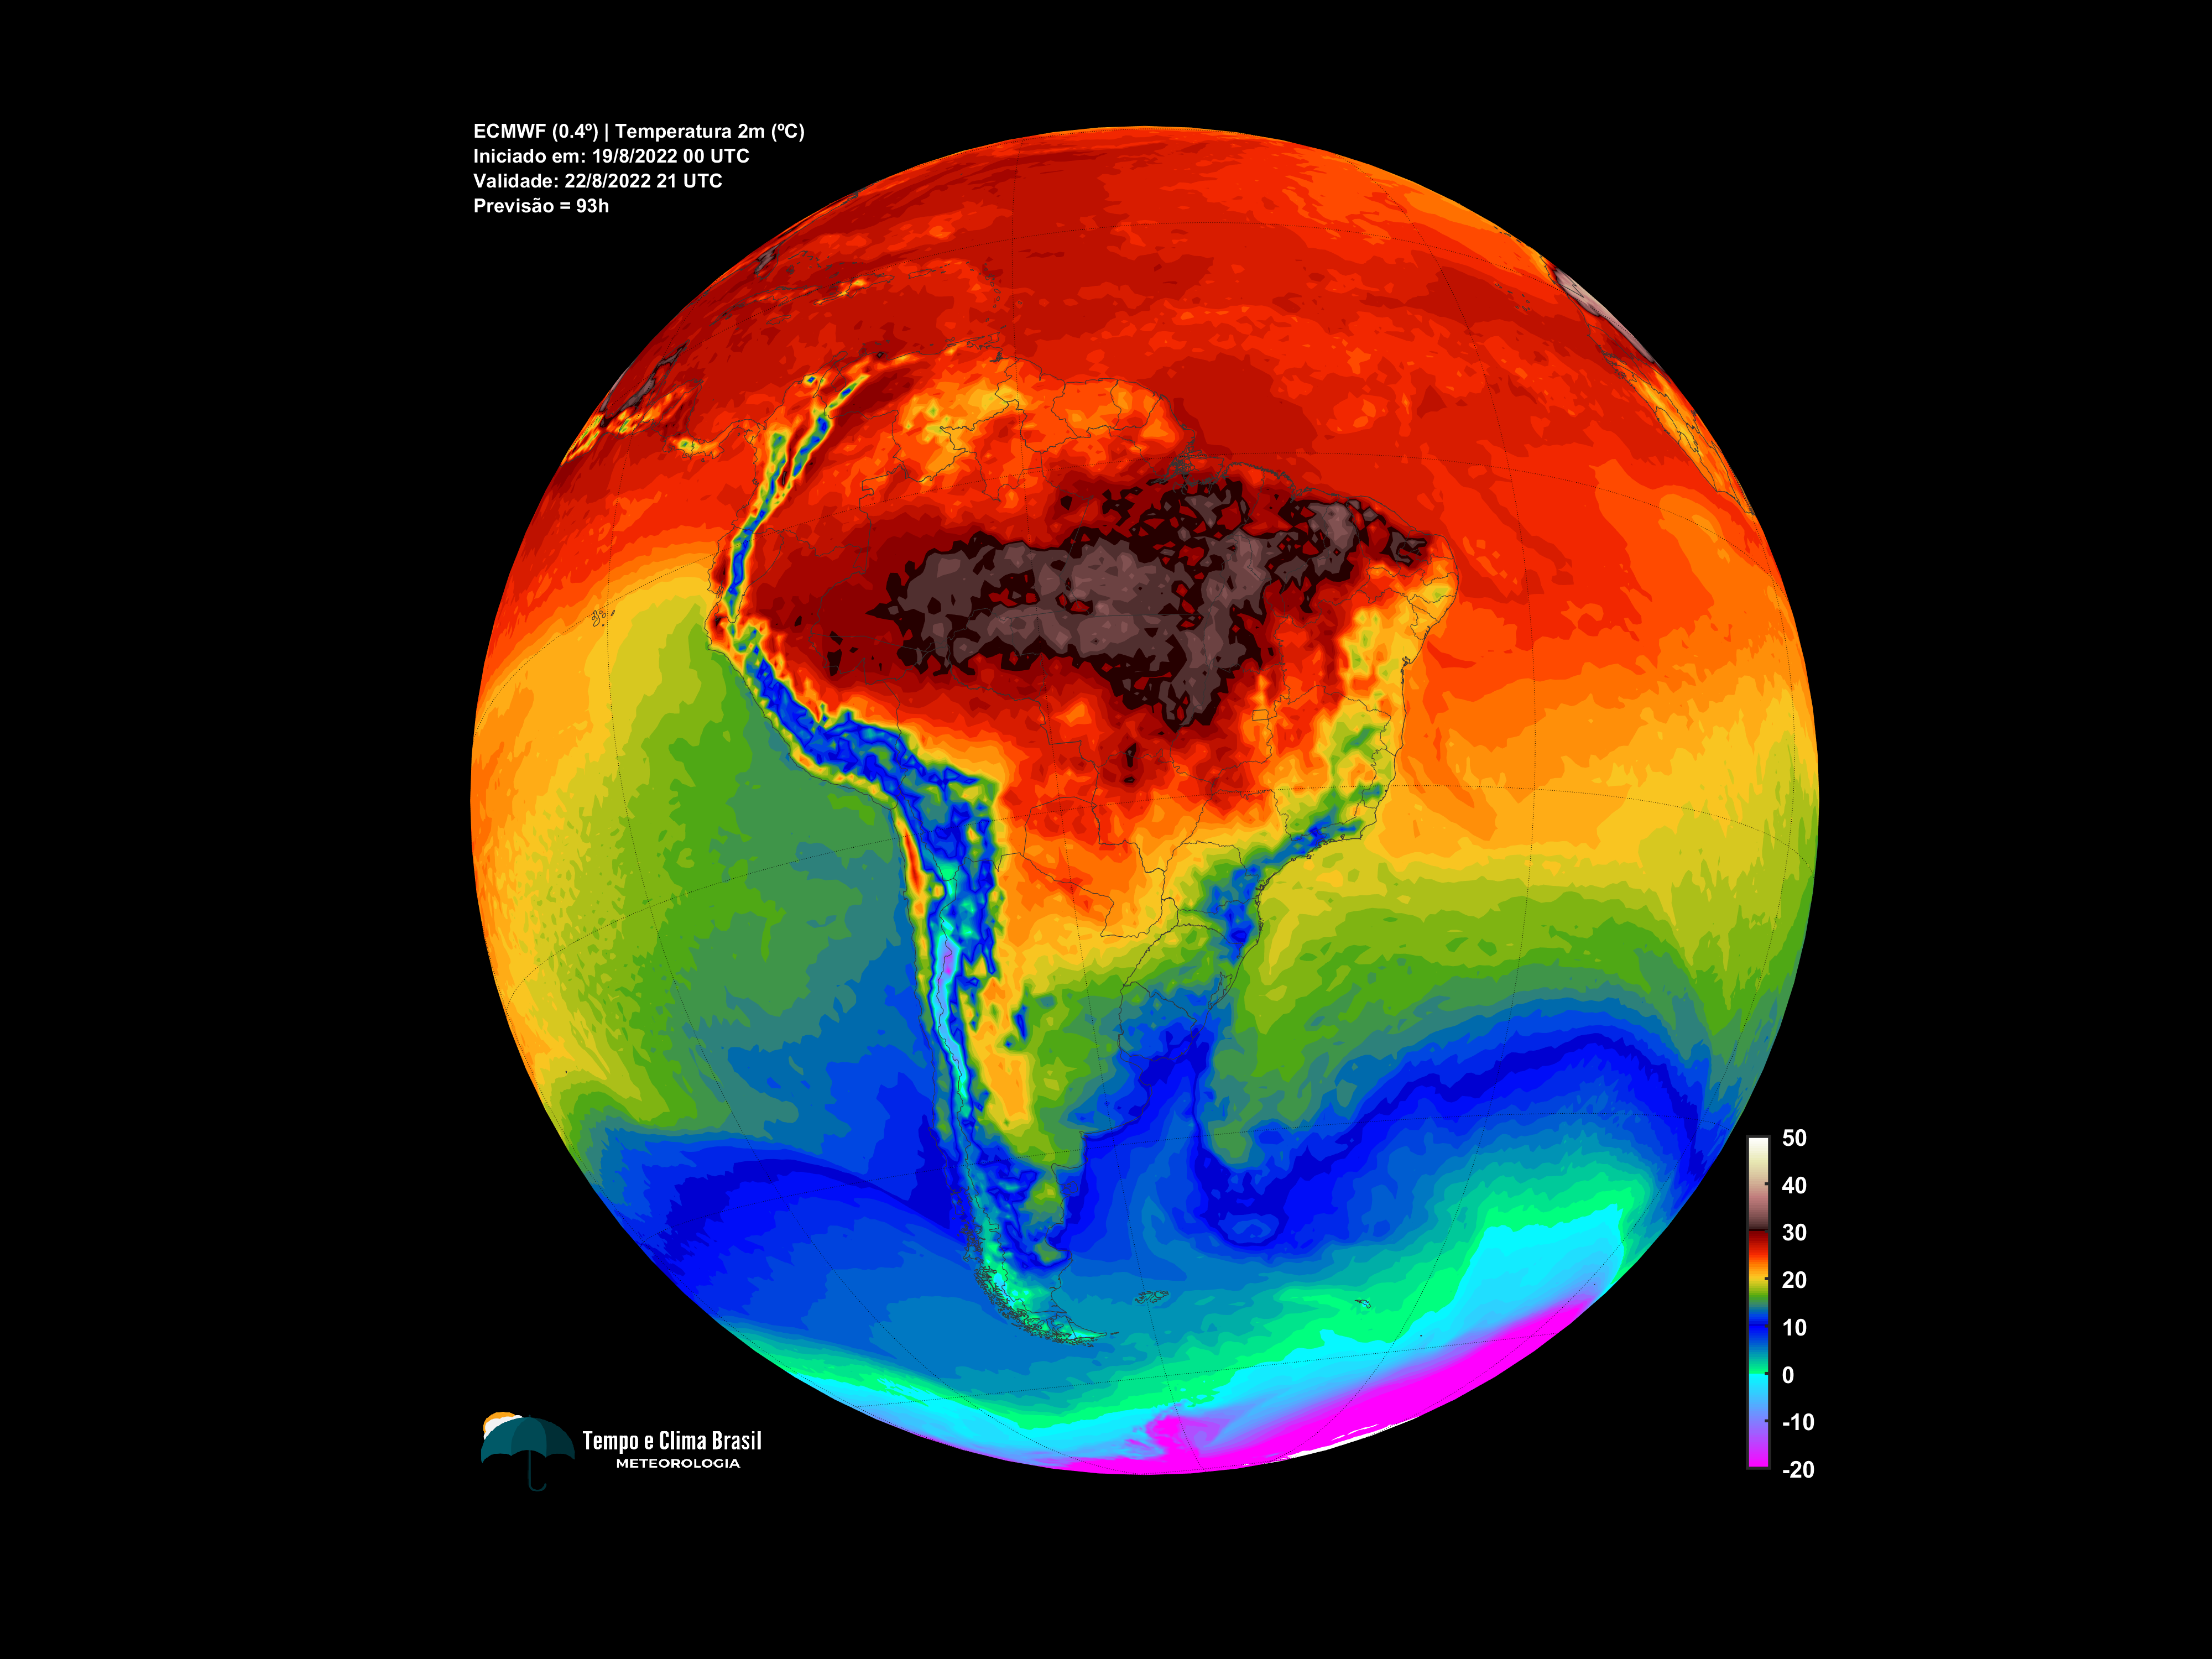 ECMWF (0.4º) | Temperatura 2m (ºC)
Iniciado em: 19/8/2022 00 UTC
Validade: 22/8/2022 21 UTC
Previsão = 93h
50
40
30
20
10
0
-10
-20
Tempo e Clima Brasil
METEOROLOGIA